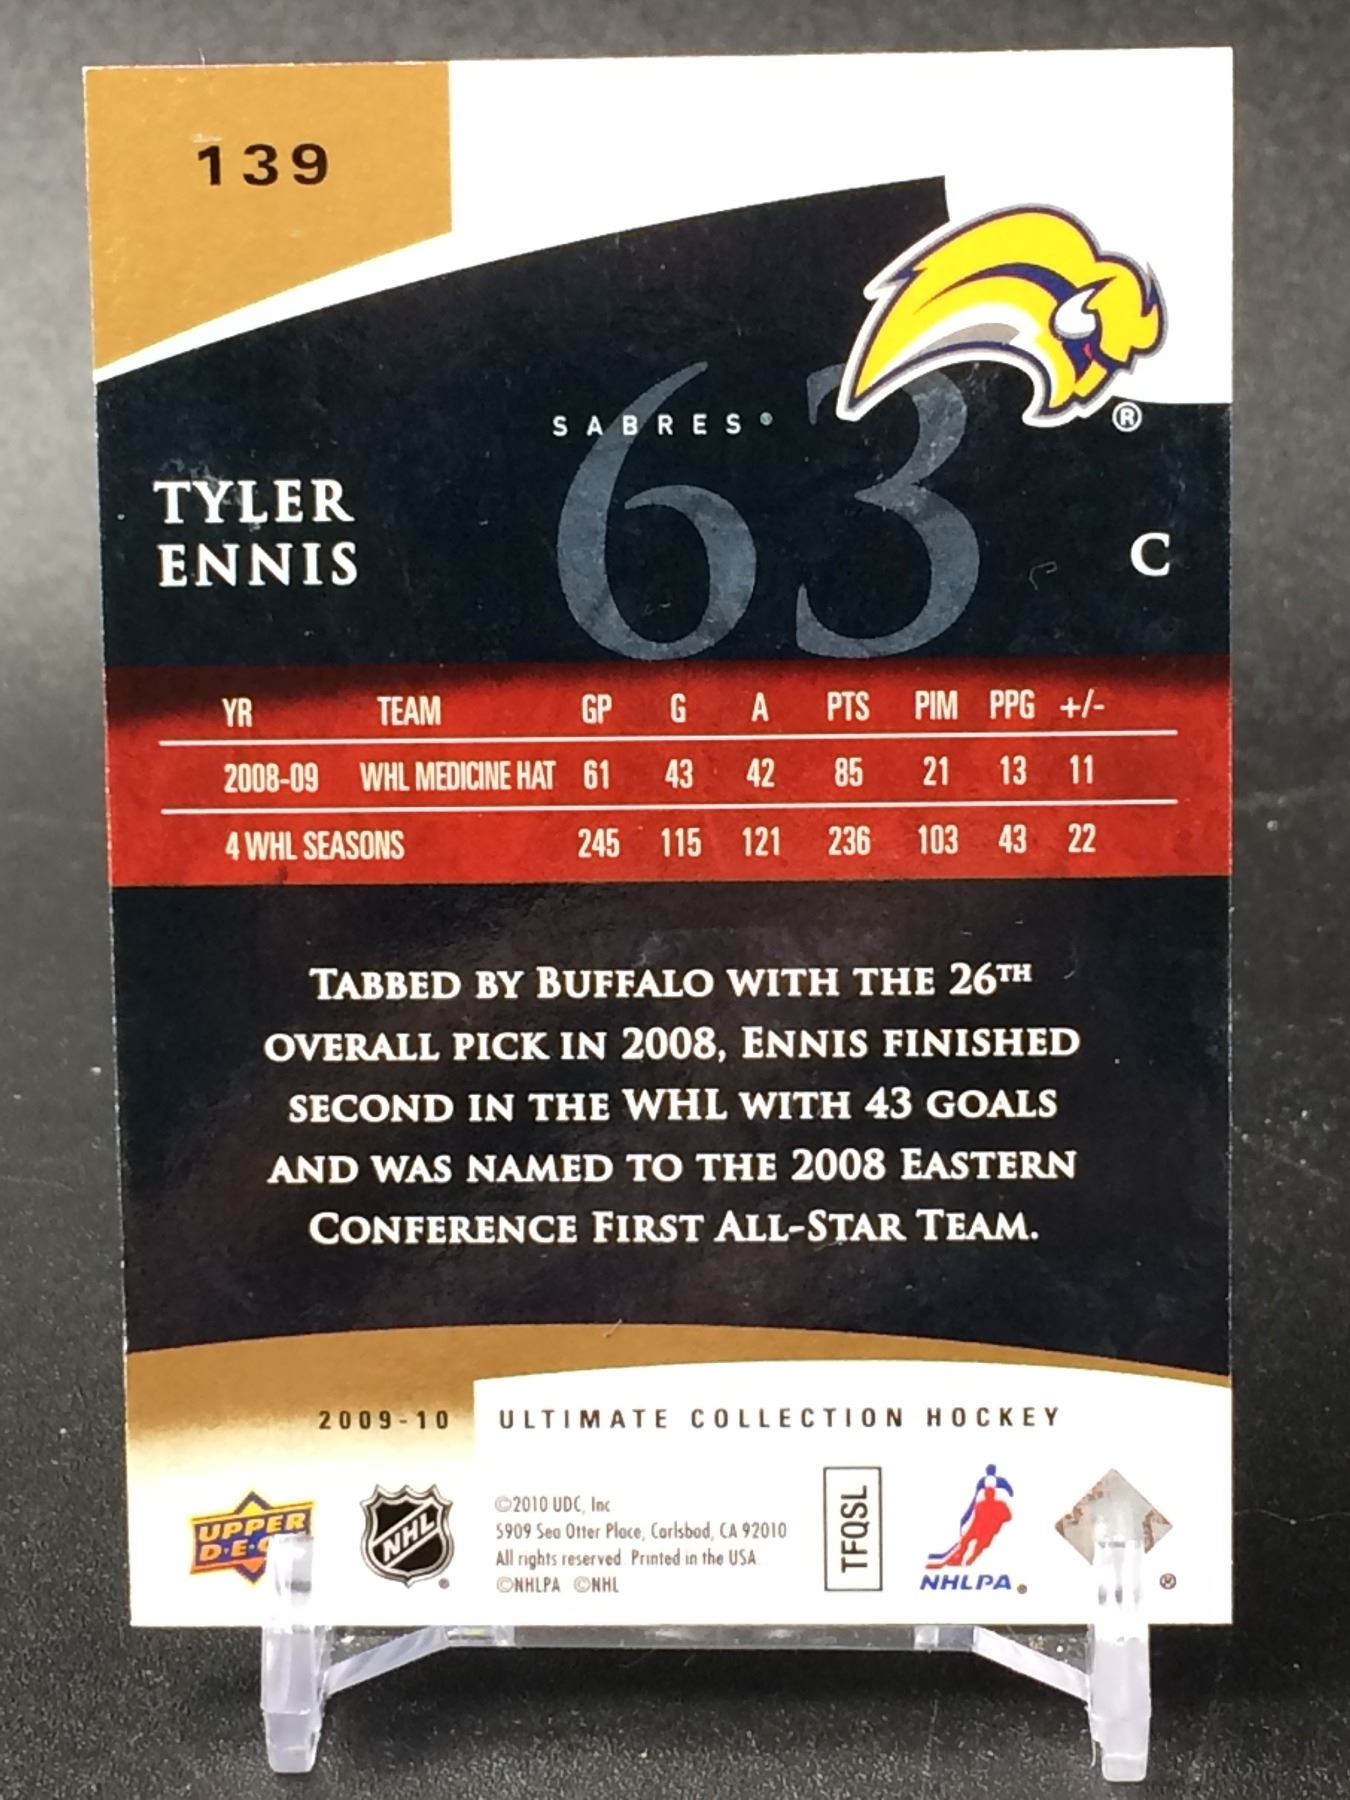 139
SABRES®
63
®
TYLER
ENNIS
C
YR TEAM GP G A PTS PIM PPG +/-
2008-09 WHL MEDICINE HAT 61 43 42 85 21 13 11
4 WHL SEASONS 245 115 121 236 103 43 22
TABBED BY BUFFALO WITH THE 26TH
OVERALL PICK IN 2008, ENNIS FINISHED
SECOND IN THE WHL WITH 43 GOALS
AND WAS NAMED TO THE 2008 EASTERN
CONFERENCE FIRST ALL-STAR TEAM.
2009-10 ULTIMATE COLLECTION HOCKEY
UPPER
NHL
©2010 UDC, Inc
5909 Sea Otter Place, Carlsbad, CA 92010
All rights reserved. Printed in the USA.
©NHLPA ©NHL
TFQSL
NHLPA®
®